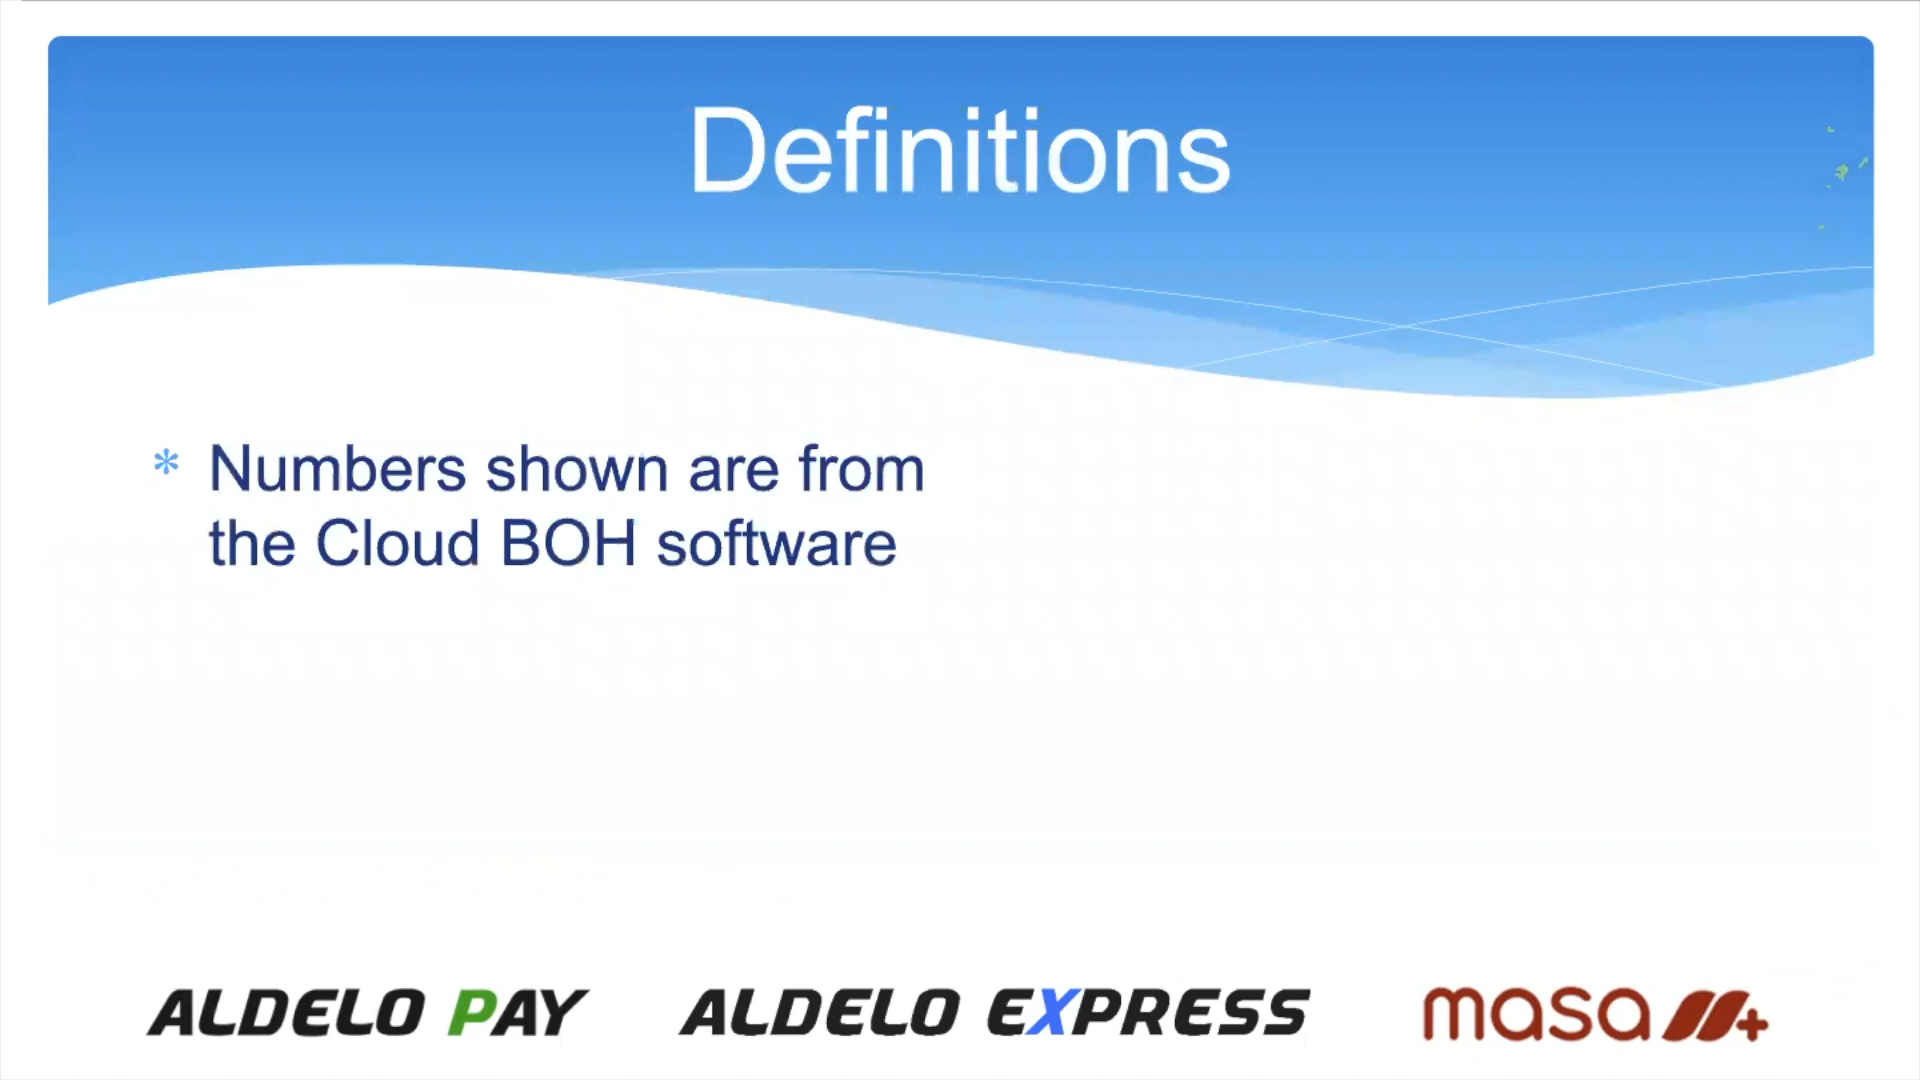 Definitions
* Numbers shown are from
the Cloud BOH software
ALDELO PAY ALDELO EXPRESS masa